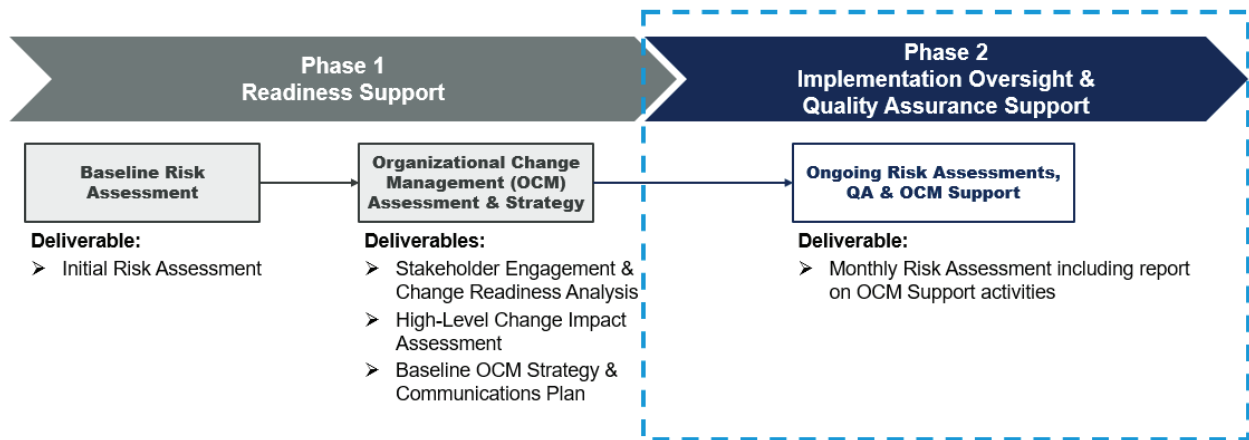 Phase 1
Readiness Support
Phase 2
Implementation Oversight &
Quality Assurance Support
Baseline Risk
Assessment
Organizational Change
Management (OCM)
Assessment & Strategy
Ongoing Risk Assessments,
QA & OCM Support
Deliverable:
➢ Initial Risk Assessment
Deliverables:
➢ Stakeholder Engagement &
Change Readiness Analysis
➢ High-Level Change Impact
Assessment
➢ Baseline OCM Strategy &
Communications Plan
Deliverable:
➢ Monthly Risk Assessment including report
on OCM Support activities